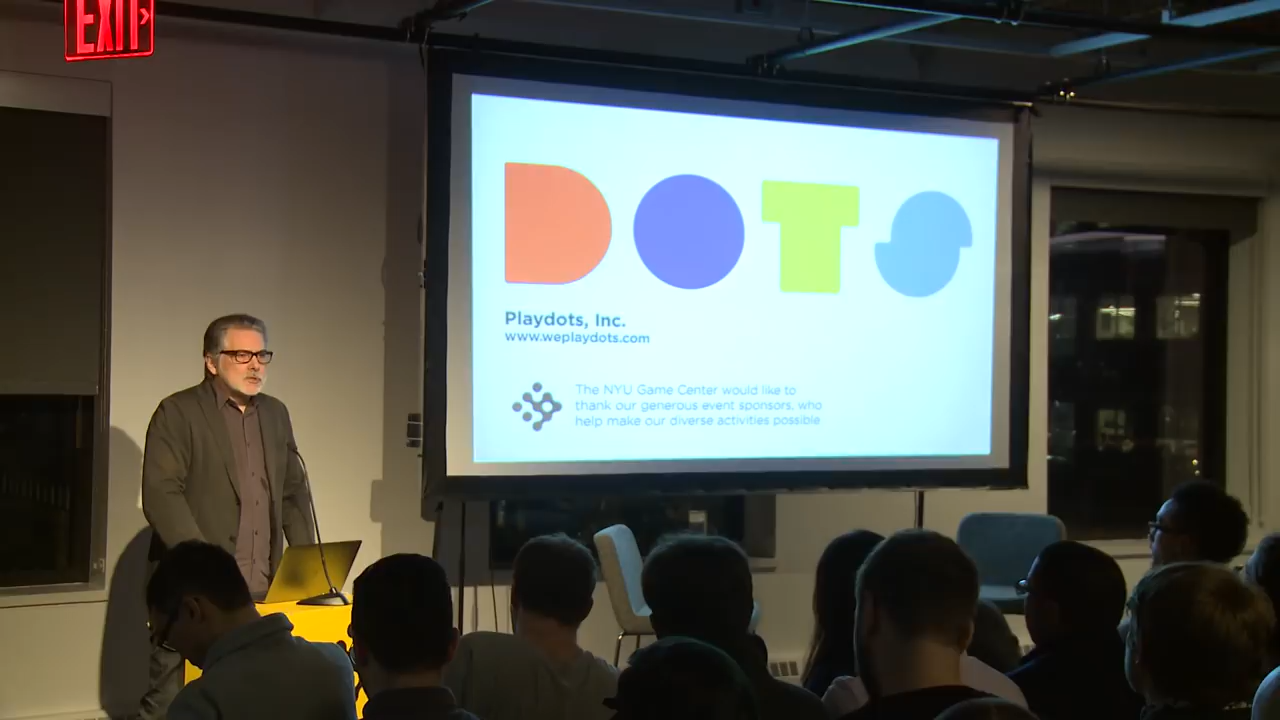 EXIT
DOTS
Playdots, Inc.
www.weplaydots.com
The NYU Game Center would like to
thank our generous event sponsors, who
help make our diverse activities possible